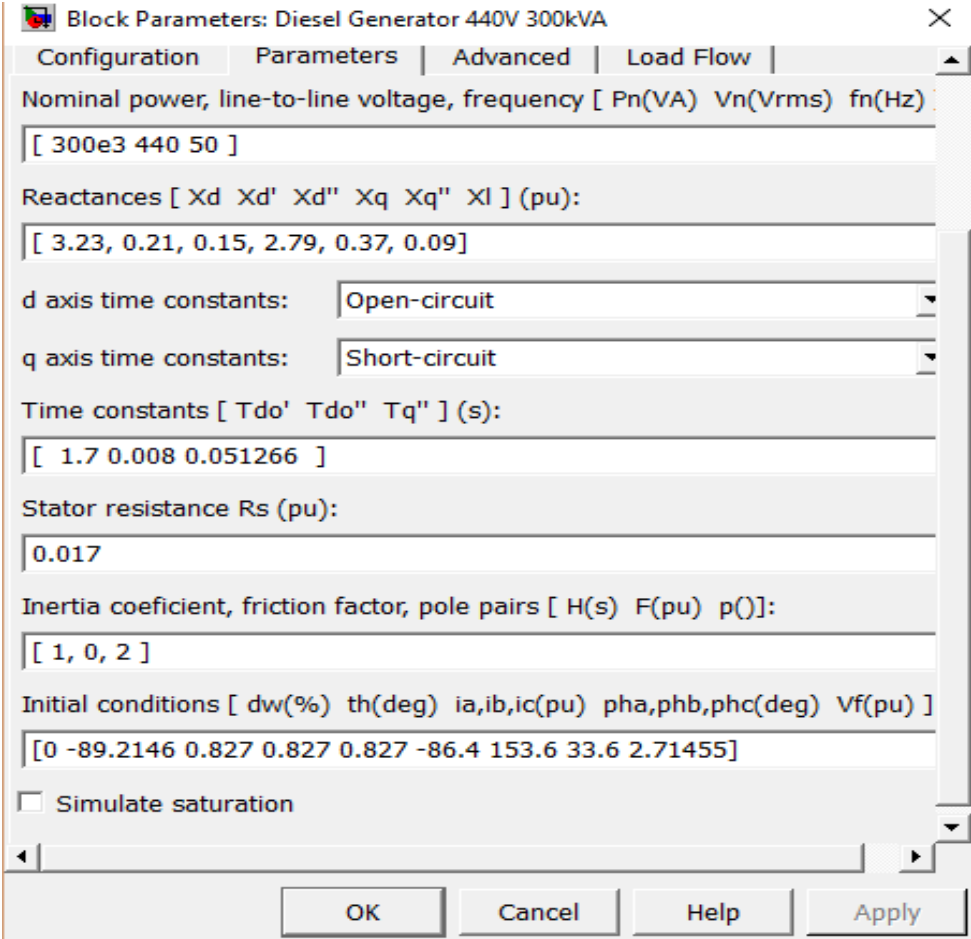 Block Parameters: Diesel Generator 440V 300kVA
Configuration Parameters Advanced Load Flow
Nominal power, line-to-line voltage, frequency [ Pn(VA) Vn(Vrms) fn(Hz) ]
[ 300e3 440 50 ]
Reactances [ Xd Xd' Xd'' Xq Xq'' Xl ] (pu):
[ 3.23, 0.21, 0.15, 2.79, 0.37, 0.09]
d axis time constants: Open-circuit
q axis time constants: Short-circuit
Time constants [ Tdo' Tdo'' Tq'' ] (s):
[ 1.7 0.008 0.051266 ]
Stator resistance Rs (pu):
0.017
Inertia coeficient, friction factor, pole pairs [ H(s) F(pu) p()]:
[ 1, 0, 2 ]
Initial conditions [ dw(%) th(deg) ia,ib,ic(pu) pha,phb,phc(deg) Vf(pu) ]
[0 -89.2146 0.827 0.827 0.827 -86.4 153.6 33.6 2.71455]
Simulate saturation
OK Cancel Help Apply